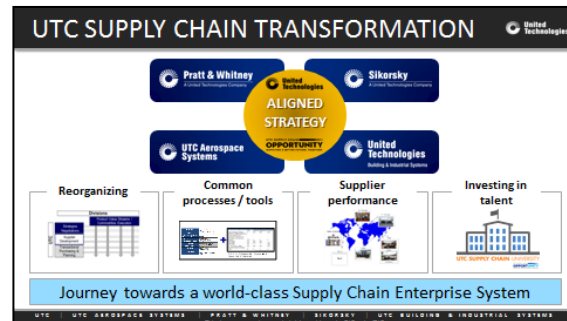 UTC SUPPLY CHAIN TRANSFORMATION
United
Technologies
Pratt & Whitney
A United Technologies Company
United
Technologies
Sikorsky
A United Technologies Company
ALIGNED
STRATEGY
UTC Aerospace
Systems
OPPORTUNITY
United
Technologies
Building & Industrial Systems
Reorganizing
Common
processes / tools
Supplier
performance
Investing in
talent
Divisions
UTC
UTC SUPPLY CHAIN UNIVERSITY
Journey towards a world-class Supply Chain Enterprise System
UTC | UTC AEROSPACE SYSTEMS | PRATT & WHITNEY | SIKORSKY | UTC BUILDING & INDUSTRIAL SYSTEMS